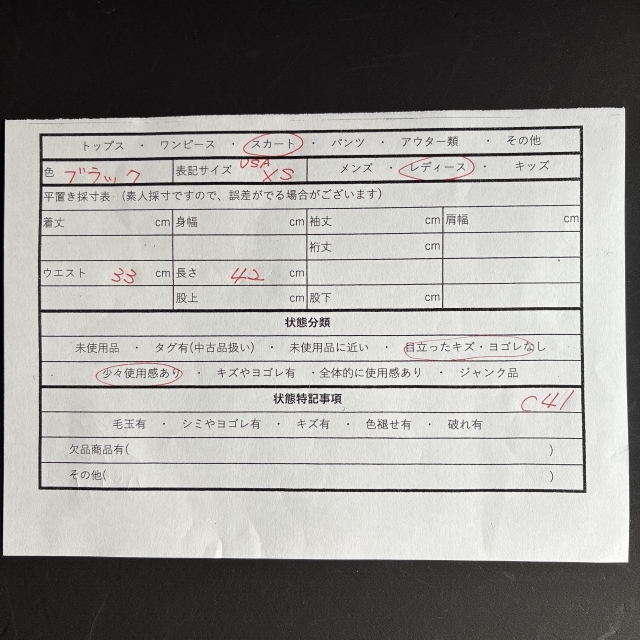 トップス ・ ワンピース ・ スカート ・ パンツ ・ アウター類 ・ その他
色 ブラック 表記サイズ USA XS メンズ ・ レディース ・ キッズ
平置き採寸表 (素人採寸ですので、誤差がでる場合がございます)
着丈 cm 身幅 cm 袖丈 cm 肩幅 cm
裄丈 cm
ウエスト 33 cm 長さ 42 cm
股上 cm 股下 cm
状態分類
未使用品 ・ タグ有(中古品扱い) ・ 未使用品に近い ・ 目立ったキズ・ヨゴレなし
少々使用感あり ・ キズやヨゴレ有 ・全体的に使用感あり ・ ジャンク品
状態特記事項 C41
毛玉有 ・ シミやヨゴレ有 ・ キズ有 ・ 色褪せ有 ・ 破れ有
欠品商品有( )
その他( )